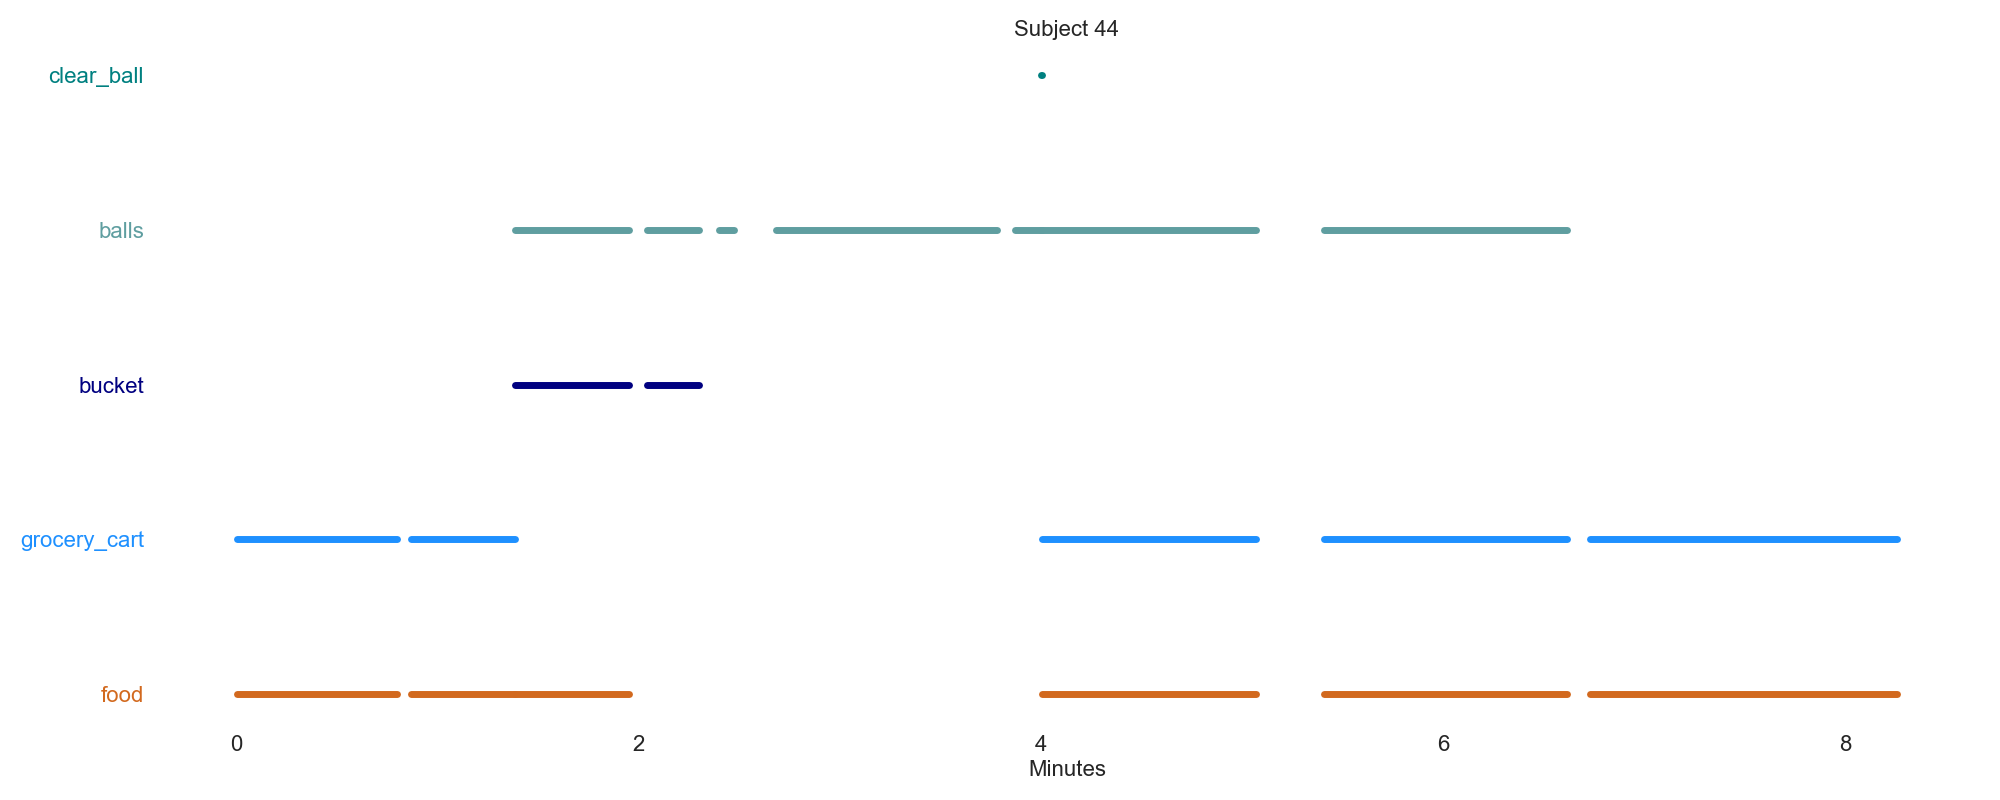 Subject 44
clear_ball
balls
bucket
grocery_cart
food
0 2 4 6 8
Minutes